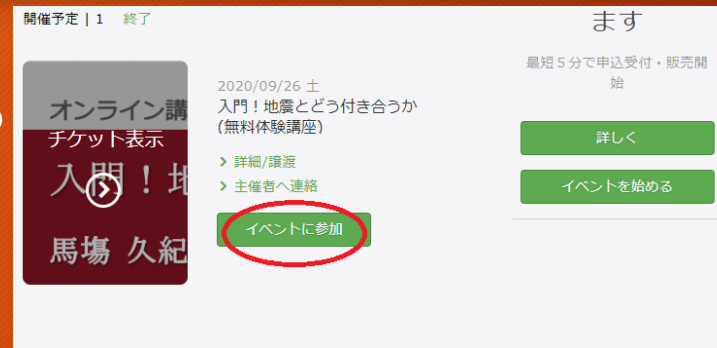 開催予定 | 1 終了
オンライン講
チケット表示
入門！地
馬塲 久紀
2020/09/26 土
入門！地震とどう付き合うか
(無料体験講座)
> 詳細/譲渡
> 主催者へ連絡
イベントに参加
ます
最短５分で申込受付・販売開
始
詳しく
イベントを始める